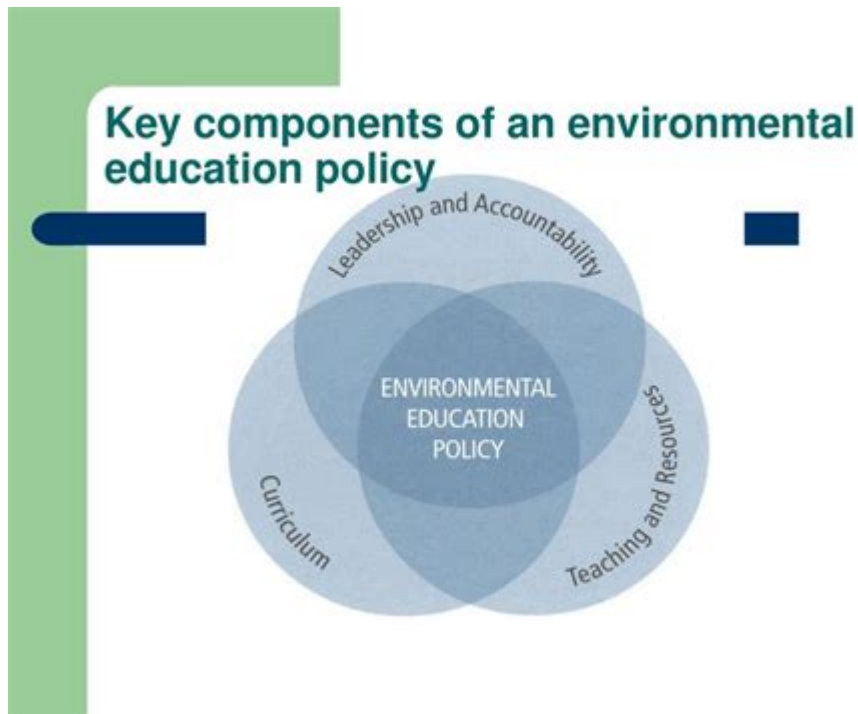 Key components of an environmental
education policy
Leadership and Accountability
ENVIRONMENTAL
EDUCATION
POLICY
Curriculum
Teaching and Resources